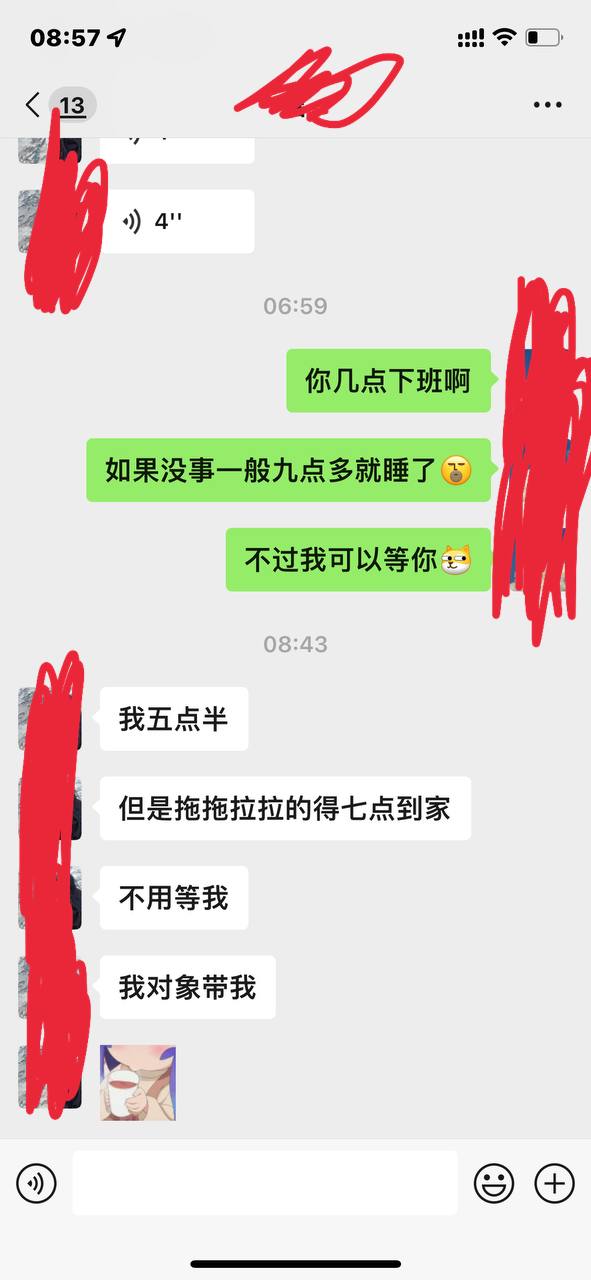 08:57
13
4''
06:59
你几点下班啊
如果没事一般九点多就睡了
不过我可以等你
08:43
我五点半
但是拖拖拉拉的得七点到家
不用等我
我对象带我